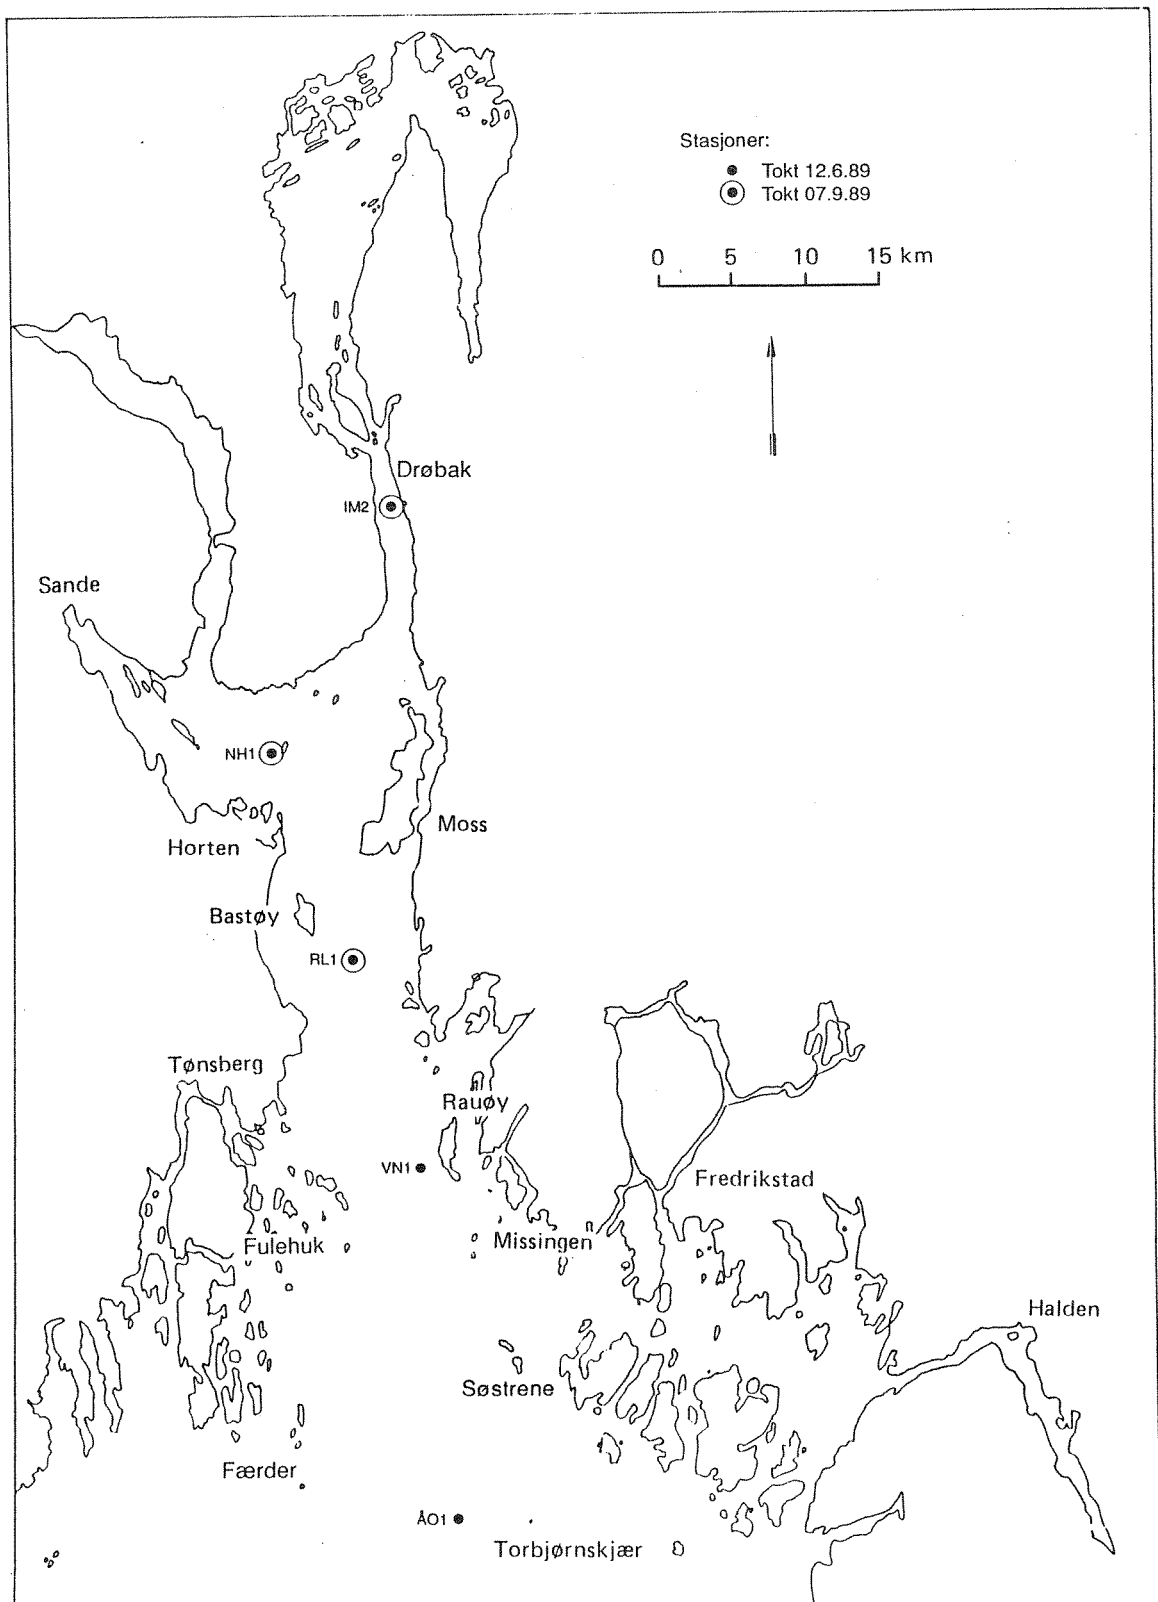 Stasjoner:
Tokt 12.6.89
Tokt 07.9.89
0 5 10 15 km
Drøbak
IM2
Sande
NH1
Moss
Horten
Bastøy
RL1
Tønsberg
Rauøy
VN1
Fredrikstad
Missingen
Fulehuk
Halden
Søstrene
Færder
ÅO1
Torbjørnskjær